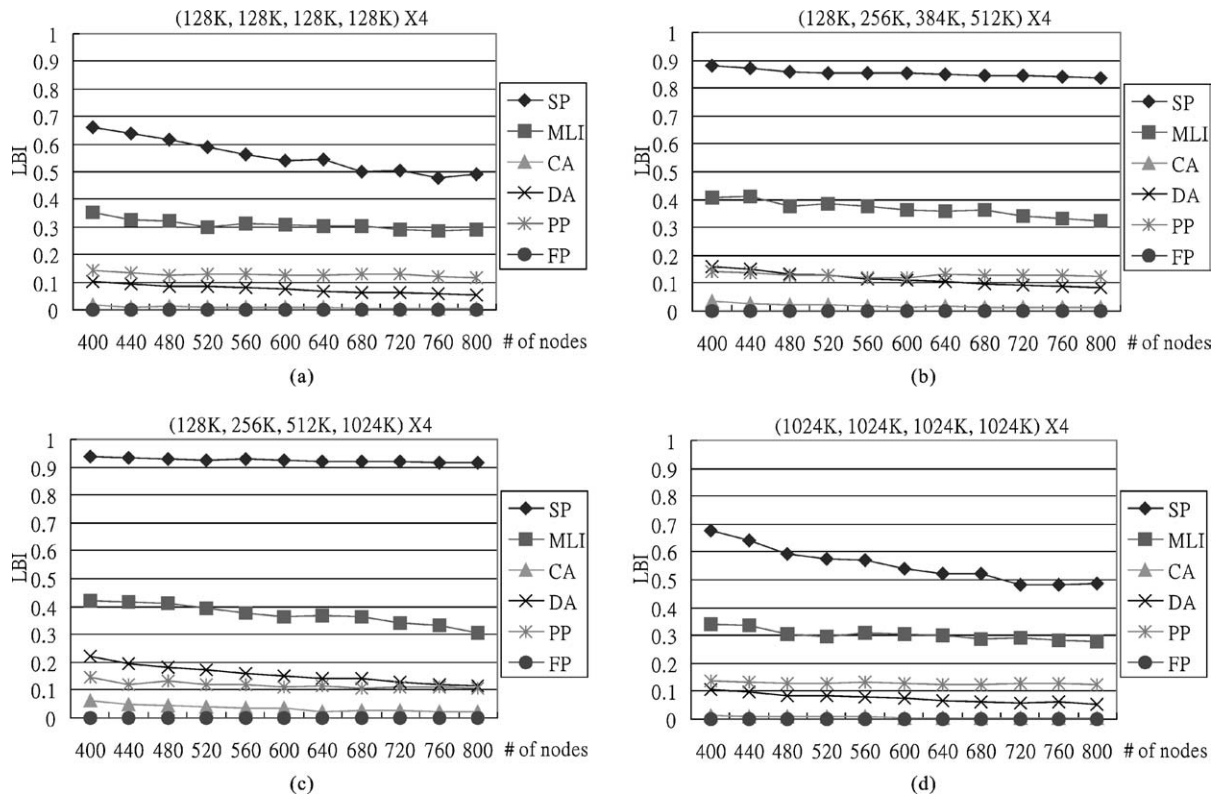 (128K, 128K, 128K, 128K) X4
1
0.9
0.8
0.7
0.6
0.5
0.4
0.3
0.2
0.1
0
LBI
SP
MLI
CA
DA
PP
FP
400 440 480 520 560 600 640 680 720 760 800 # of nodes
(a)
(128K, 256K, 384K, 512K) X4
1
0.9
0.8
0.7
0.6
0.5
0.4
0.3
0.2
0.1
0
LBI
SP
MLI
CA
DA
PP
FP
400 440 480 520 560 600 640 680 720 760 800 # of nodes
(b)
(128K, 256K, 512K, 1024K) X4
1
0.9
0.8
0.7
0.6
0.5
0.4
0.3
0.2
0.1
0
LBI
SP
MLI
CA
DA
PP
FP
400 440 480 520 560 600 640 680 720 760 800 # of nodes
(c)
(1024K, 1024K, 1024K, 1024K) X4
1
0.9
0.8
0.7
0.6
0.5
0.4
0.3
0.2
0.1
0
LBI
SP
MLI
CA
DA
PP
FP
400 440 480 520 560 600 640 680 720 760 800 # of nodes
(d)